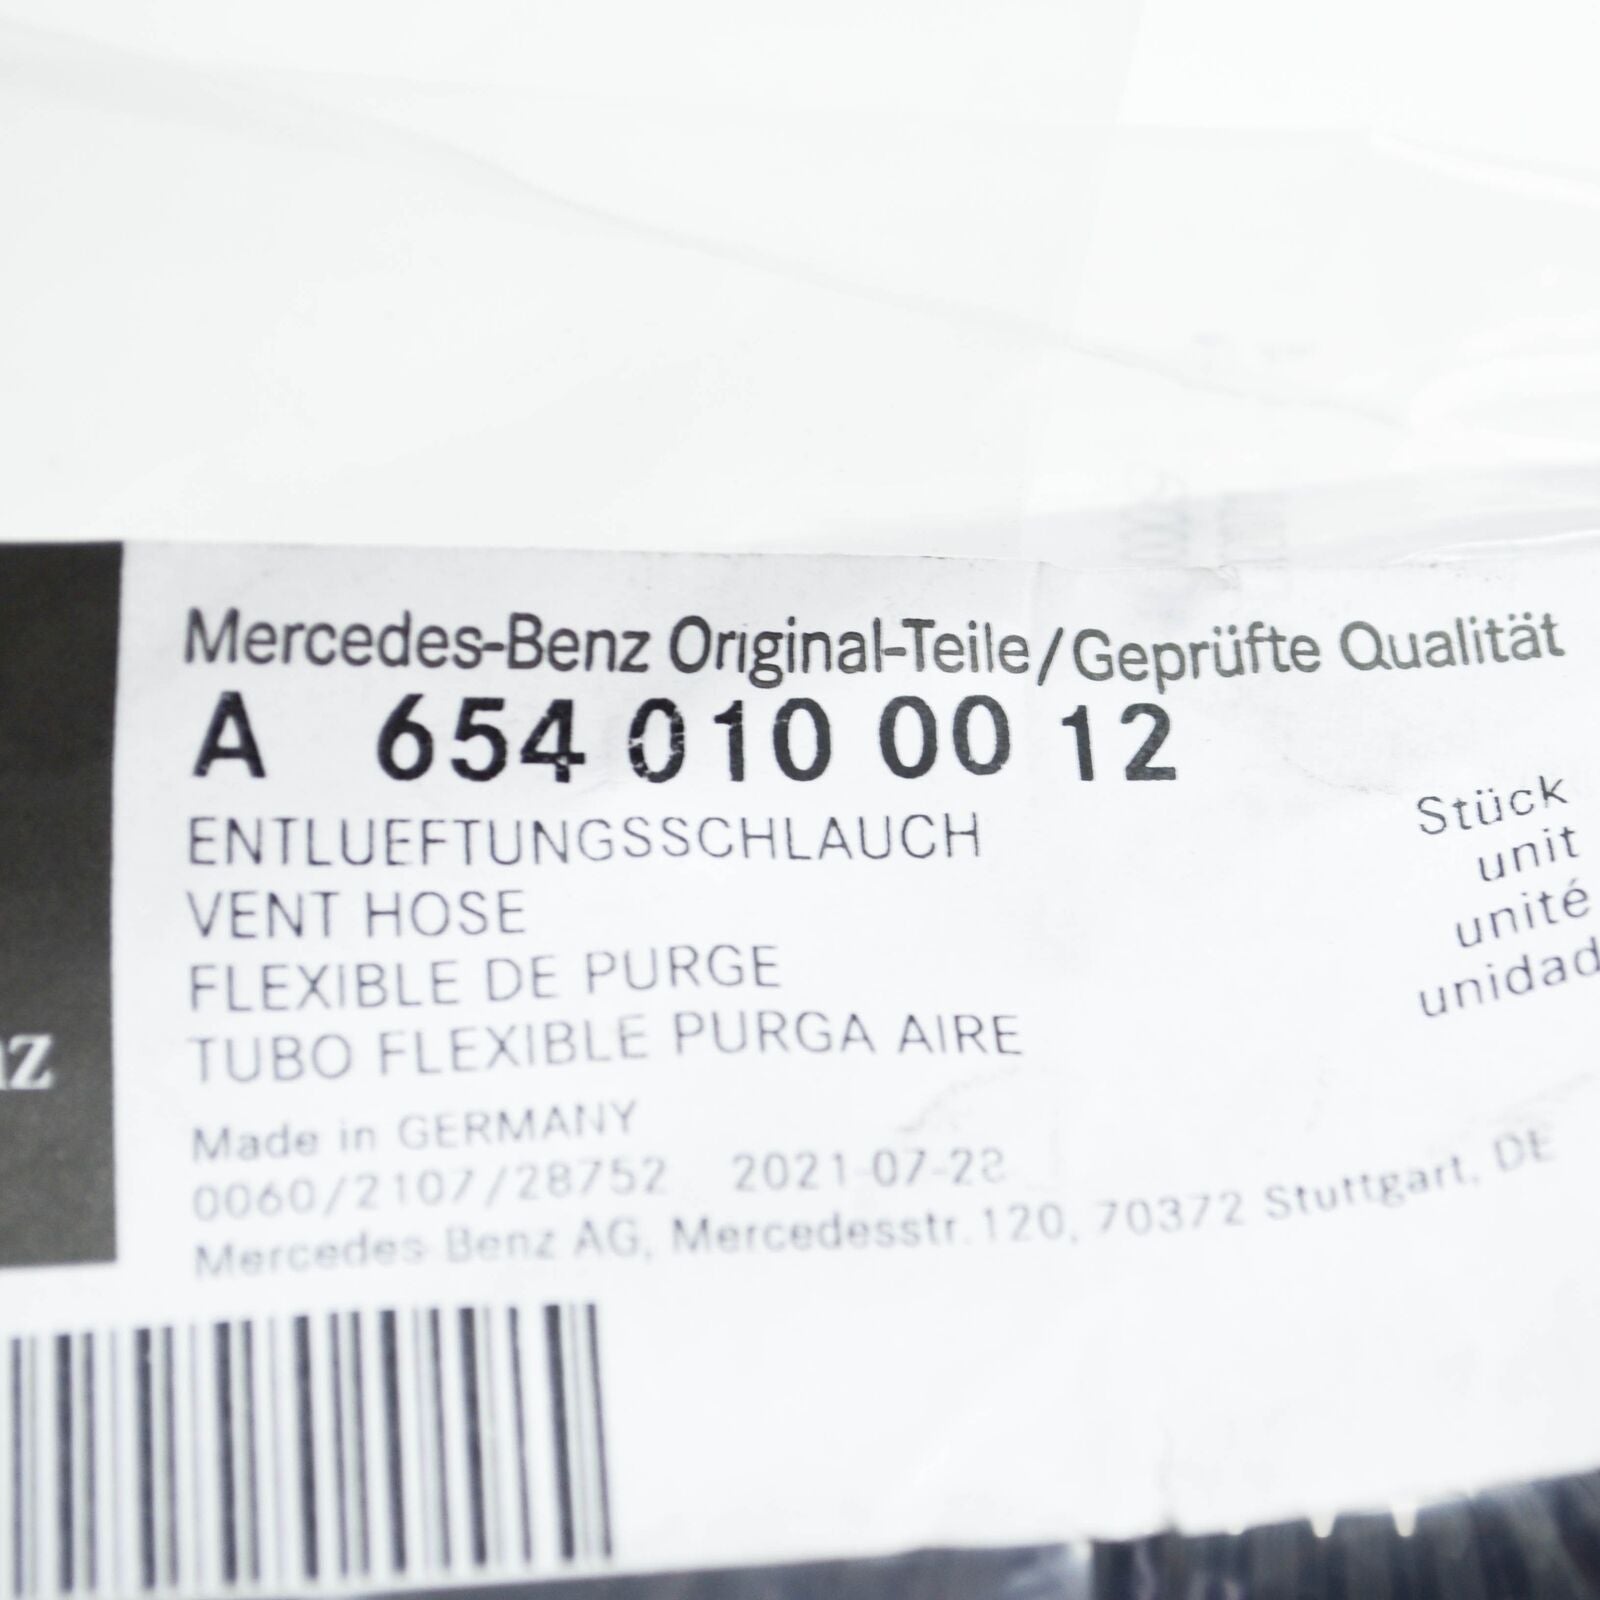 Mercedes-Benz Original-Teile/Geprüfte Qualität
A 654 010 00 12
ENTLUEFTUNGSSCHLAUCH
VENT HOSE
FLEXIBLE DE PURGE
TUBO FLEXIBLE PURGA AIRE
Stück
unit
unité
unidad
Made in GERMANY
0060/2107/28752 2021-07-28
Mercedes-Benz AG, Mercedesstr.120, 70372 Stuttgart, DE
nz